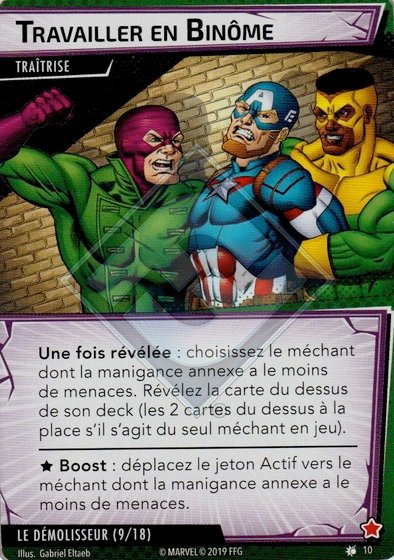 Travailler en Binôme
TRAÎTRISE
A
Une fois révélée : choisissez le méchant
dont la manigance annexe a le moins
de menaces. Révélez la carte du dessus
de son deck (les 2 cartes du dessus à la
place s'il s'agit du seul méchant en jeu).
★ Boost : déplacez le jeton Actif vers le
méchant dont la manigance annexe a le
moins de menaces.
LE DÉMOLISSEUR (9/18)
Illus. Gabriel Eltaeb
© MARVEL © 2019 FFG
10